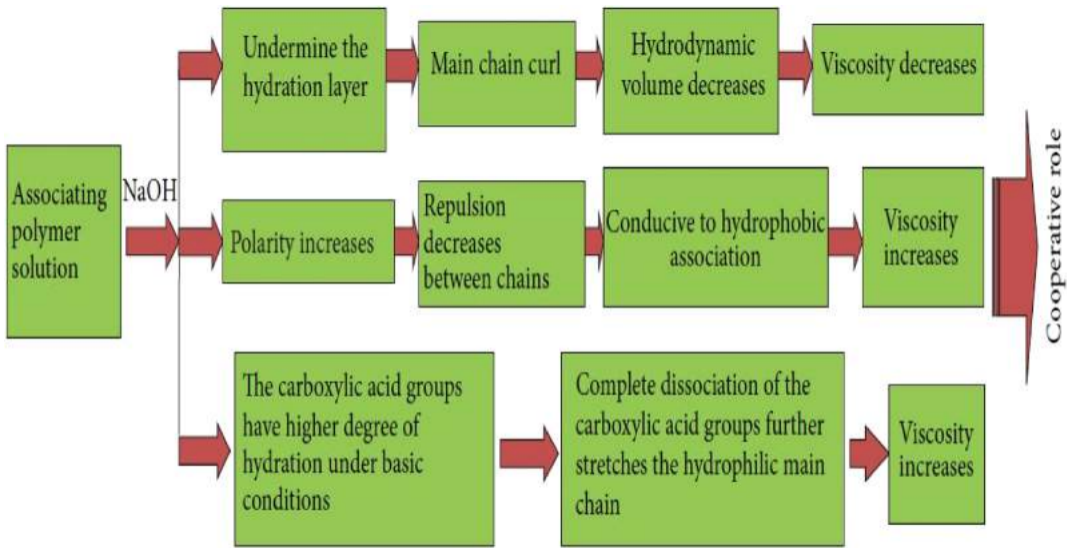 Associating
polymer
solution
NaOH
Undermine the
hydration layer
Main chain curl
Hydrodynamic
volume decreases
Viscosity decreases
Polarity increases
Repulsion
decreases
between chains
Conducive to hydrophobic
association
Viscosity
increases
The carboxylic acid groups
have higher degree of
hydration under basic
conditions
Complete dissociation of the
carboxylic acid groups further
stretches the hydrophilic main
chain
Viscosity
increases
Cooperative role